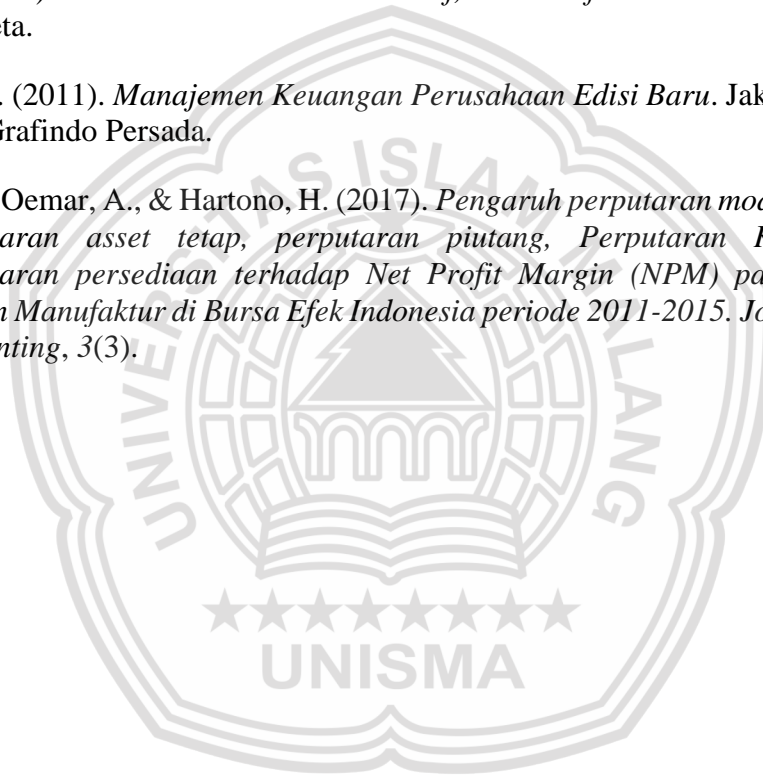 eta.
. (2011). Manajemen Keuangan Perusahaan Edisi Baru. Jak
Grafindo Persada.
Oemar, A., & Hartono, H. (2017). Pengaruh perputaran mod
aran asset tetap, perputaran piutang, Perputaran
aran persediaan terhadap Net Profit Margin (NPM) pa
n Manufaktur di Bursa Efek Indonesia periode 2011-2015. Jo
nting, 3(3).
UNIVERSITAS ISLAM MALANG
UNISMA